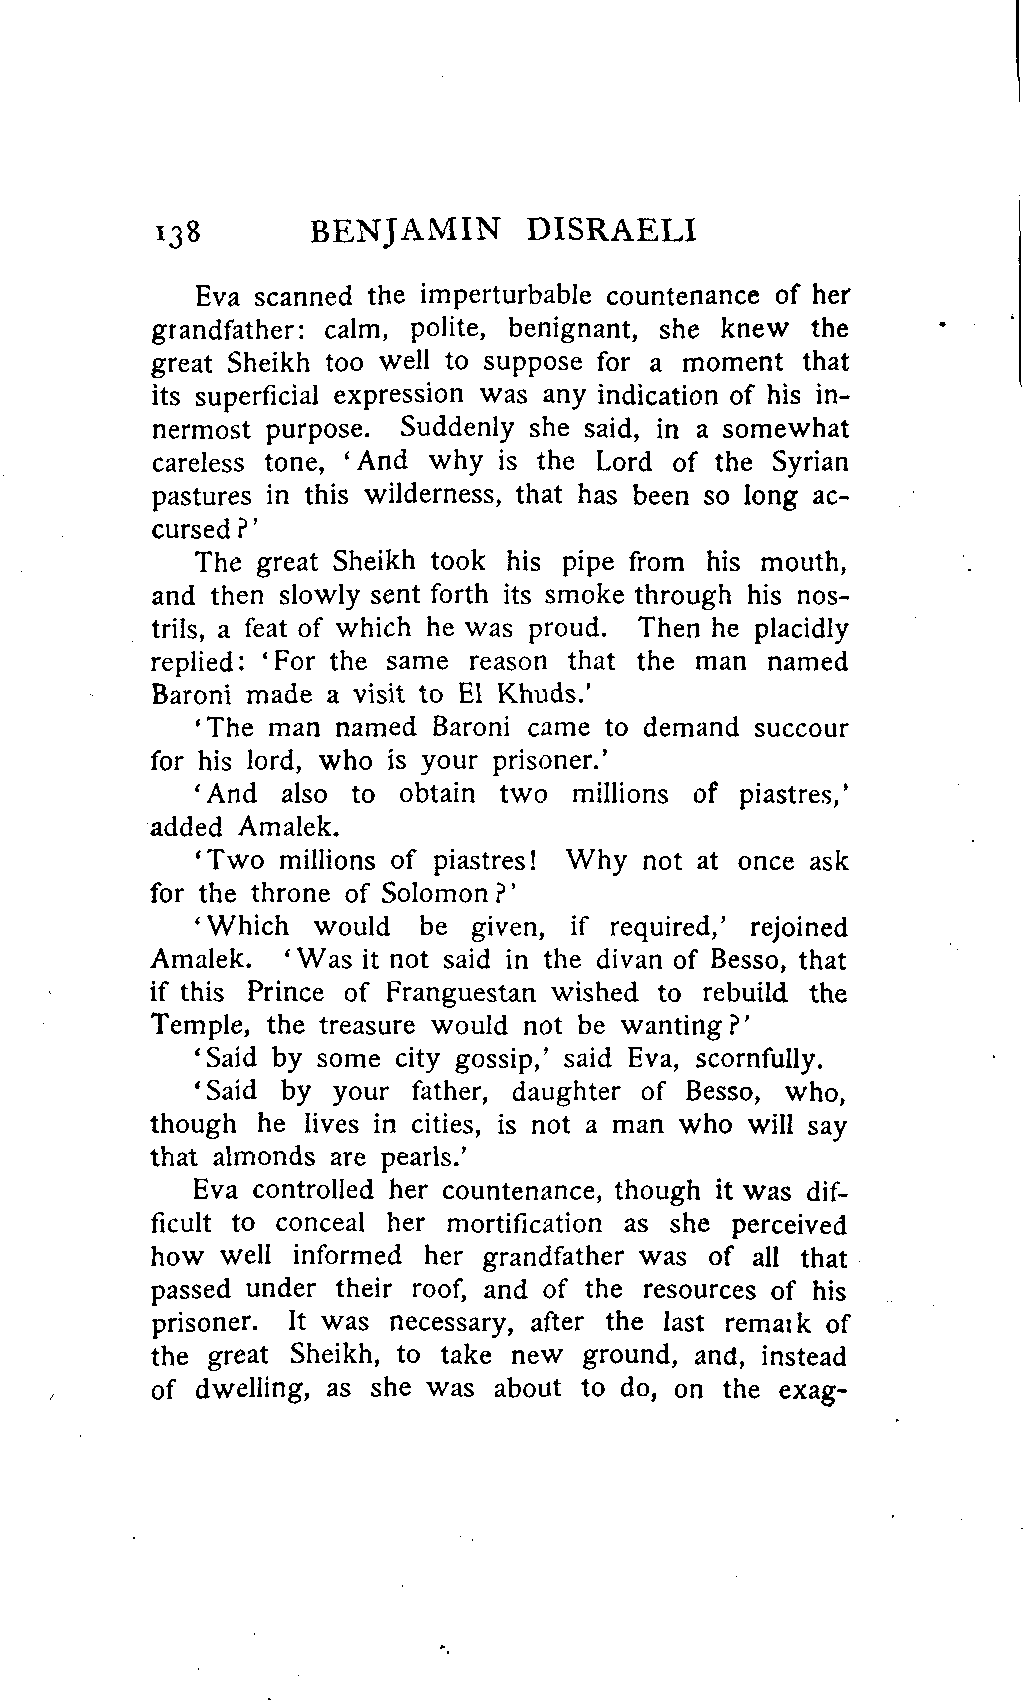 138 BENJAMIN DISRAELI
Eva scanned the imperturbable countenance of her
grandfather: calm, polite, benignant, she knew the
great Sheikh too well to suppose for a moment that
its superficial expression was any indication of his in-
nermost purpose. Suddenly she said, in a somewhat
careless tone, ‘And why is the Lord of the Syrian
pastures in this wilderness, that has been so long ac-
cursed?’
The great Sheikh took his pipe from his mouth,
and then slowly sent forth its smoke through his nos-
trils, a feat of which he was proud. Then he placidly
replied: ‘For the same reason that the man named
Baroni made a visit to El Khuds.’
‘The man named Baroni came to demand succour
for his lord, who is your prisoner.’
‘And also to obtain two millions of piastres,’
added Amalek.
‘Two millions of piastres! Why not at once ask
for the throne of Solomon?’
‘Which would be given, if required,’ rejoined
Amalek. ‘Was it not said in the divan of Besso, that
if this Prince of Franguestan wished to rebuild the
Temple, the treasure would not be wanting?’
‘Said by some city gossip,’ said Eva, scornfully.
‘Said by your father, daughter of Besso, who,
though he lives in cities, is not a man who will say
that almonds are pearls.’
Eva controlled her countenance, though it was dif-
ficult to conceal her mortification as she perceived
how well informed her grandfather was of all that
passed under their roof, and of the resources of his
prisoner. It was necessary, after the last remark of
the great Sheikh, to take new ground, and, instead
of dwelling, as she was about to do, on the exag-